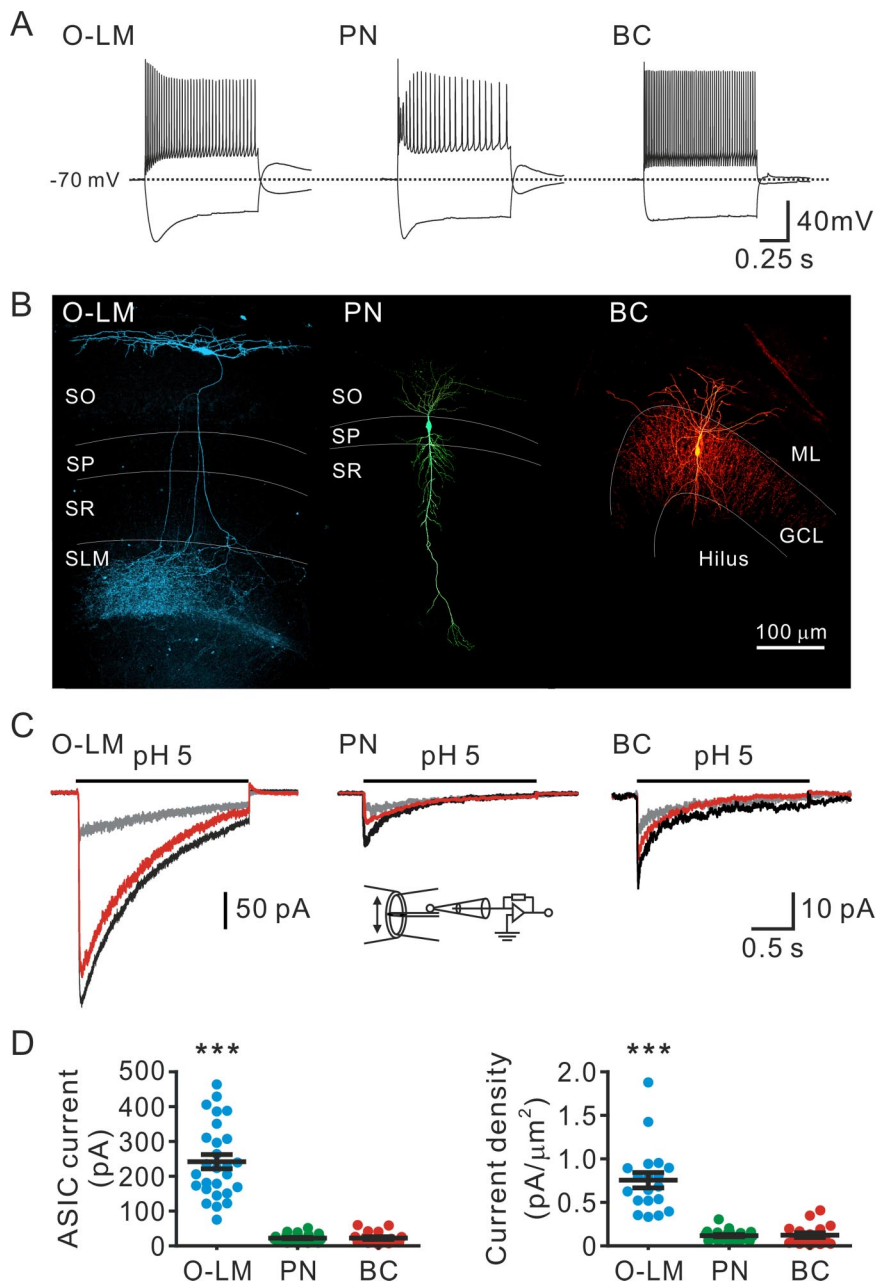 A
O-LM
PN
BC
-70 mV
40mV
0.25 s
B
O-LM
PN
BC
SO
SP
SR
SLM
SO
SP
SR
ML
GCL
Hilus
100 μm
C
O-LM
pH 5
PN
pH 5
BC
pH 5
50 pA
10 pA
0.5 s
D
***
ASIC current
(pA)
500
400
300
200
100
0
O-LM
PN
BC
***
Current density
(pA/μm²)
2.0
1.5
1.0
0.5
0
O-LM
PN
BC